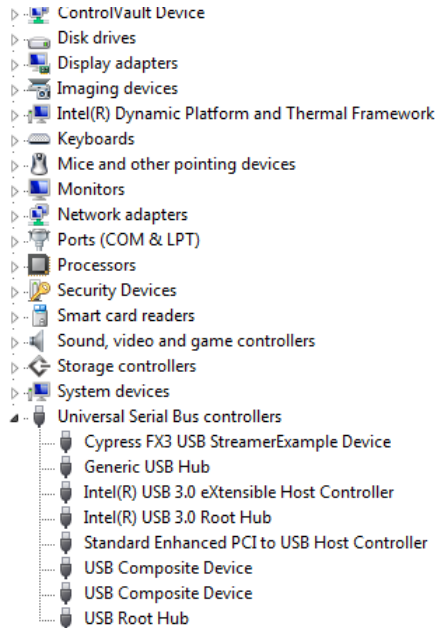 ControlVault Device
Disk drives
Display adapters
Imaging devices
Intel(R) Dynamic Platform and Thermal Framework
Keyboards
Mice and other pointing devices
Monitors
Network adapters
Ports (COM & LPT)
Processors
Security Devices
Smart card readers
Sound, video and game controllers
Storage controllers
System devices
Universal Serial Bus controllers
Cypress FX3 USB StreamerExample Device
Generic USB Hub
Intel(R) USB 3.0 eXtensible Host Controller
Intel(R) USB 3.0 Root Hub
Standard Enhanced PCI to USB Host Controller
USB Composite Device
USB Composite Device
USB Root Hub